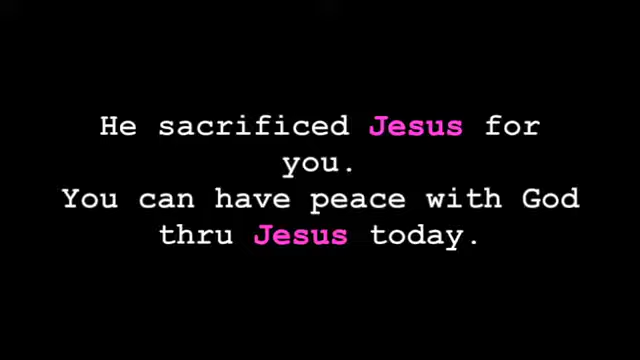 He sacrificed Jesus for
you.
You can have peace with God
thru Jesus today.